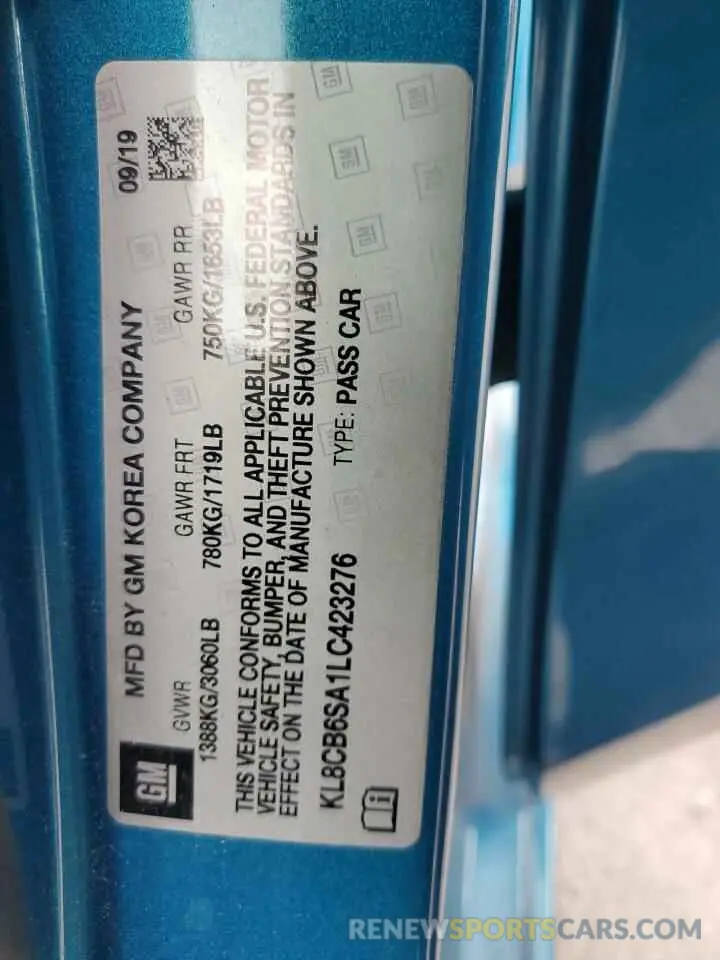 MFD BY GM KOREA COMPANY 09/19
GM
GVWR GAWR FRT GAWR RR
1388KG/3060LB 780KG/1719LB 750KG/1653LB
THIS VEHICLE CONFORMS TO ALL APPLICABLE U.S. FEDERAL MOTOR
VEHICLE SAFETY, BUMPER, AND THEFT PREVENTION STANDARDS IN
EFFECT ON THE DATE OF MANUFACTURE SHOWN ABOVE.
KL8CB6SA1LC423276 TYPE: PASS CAR
RENEWSPORTSCARS.COM